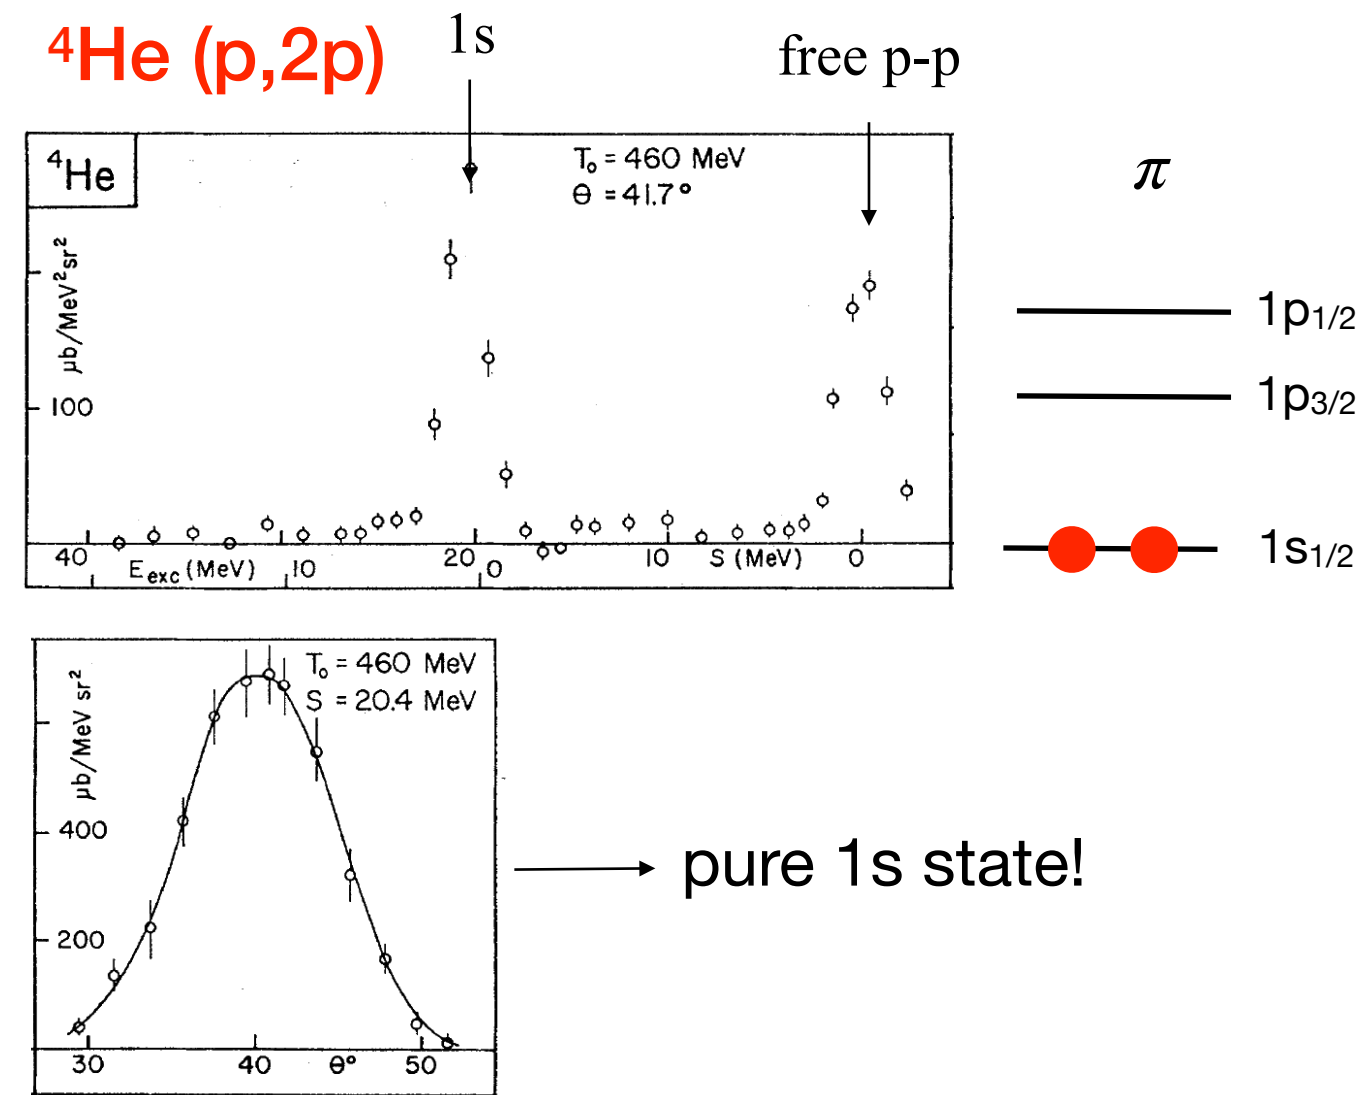 ⁴He (p,2p)
1s
free p-p
⁴He
T₀ = 460 MeV
θ = 41.7°
π
μb/MeV²sr²
100
40
20
10
S (MeV)
0
E_exc (MeV)
10
0
1p₁/₂
1p₃/₂
1s₁/₂
T₀ = 460 MeV
S = 20.4 MeV
μb/MeV sr²
400
200
30
40
θ°
50
pure 1s state!